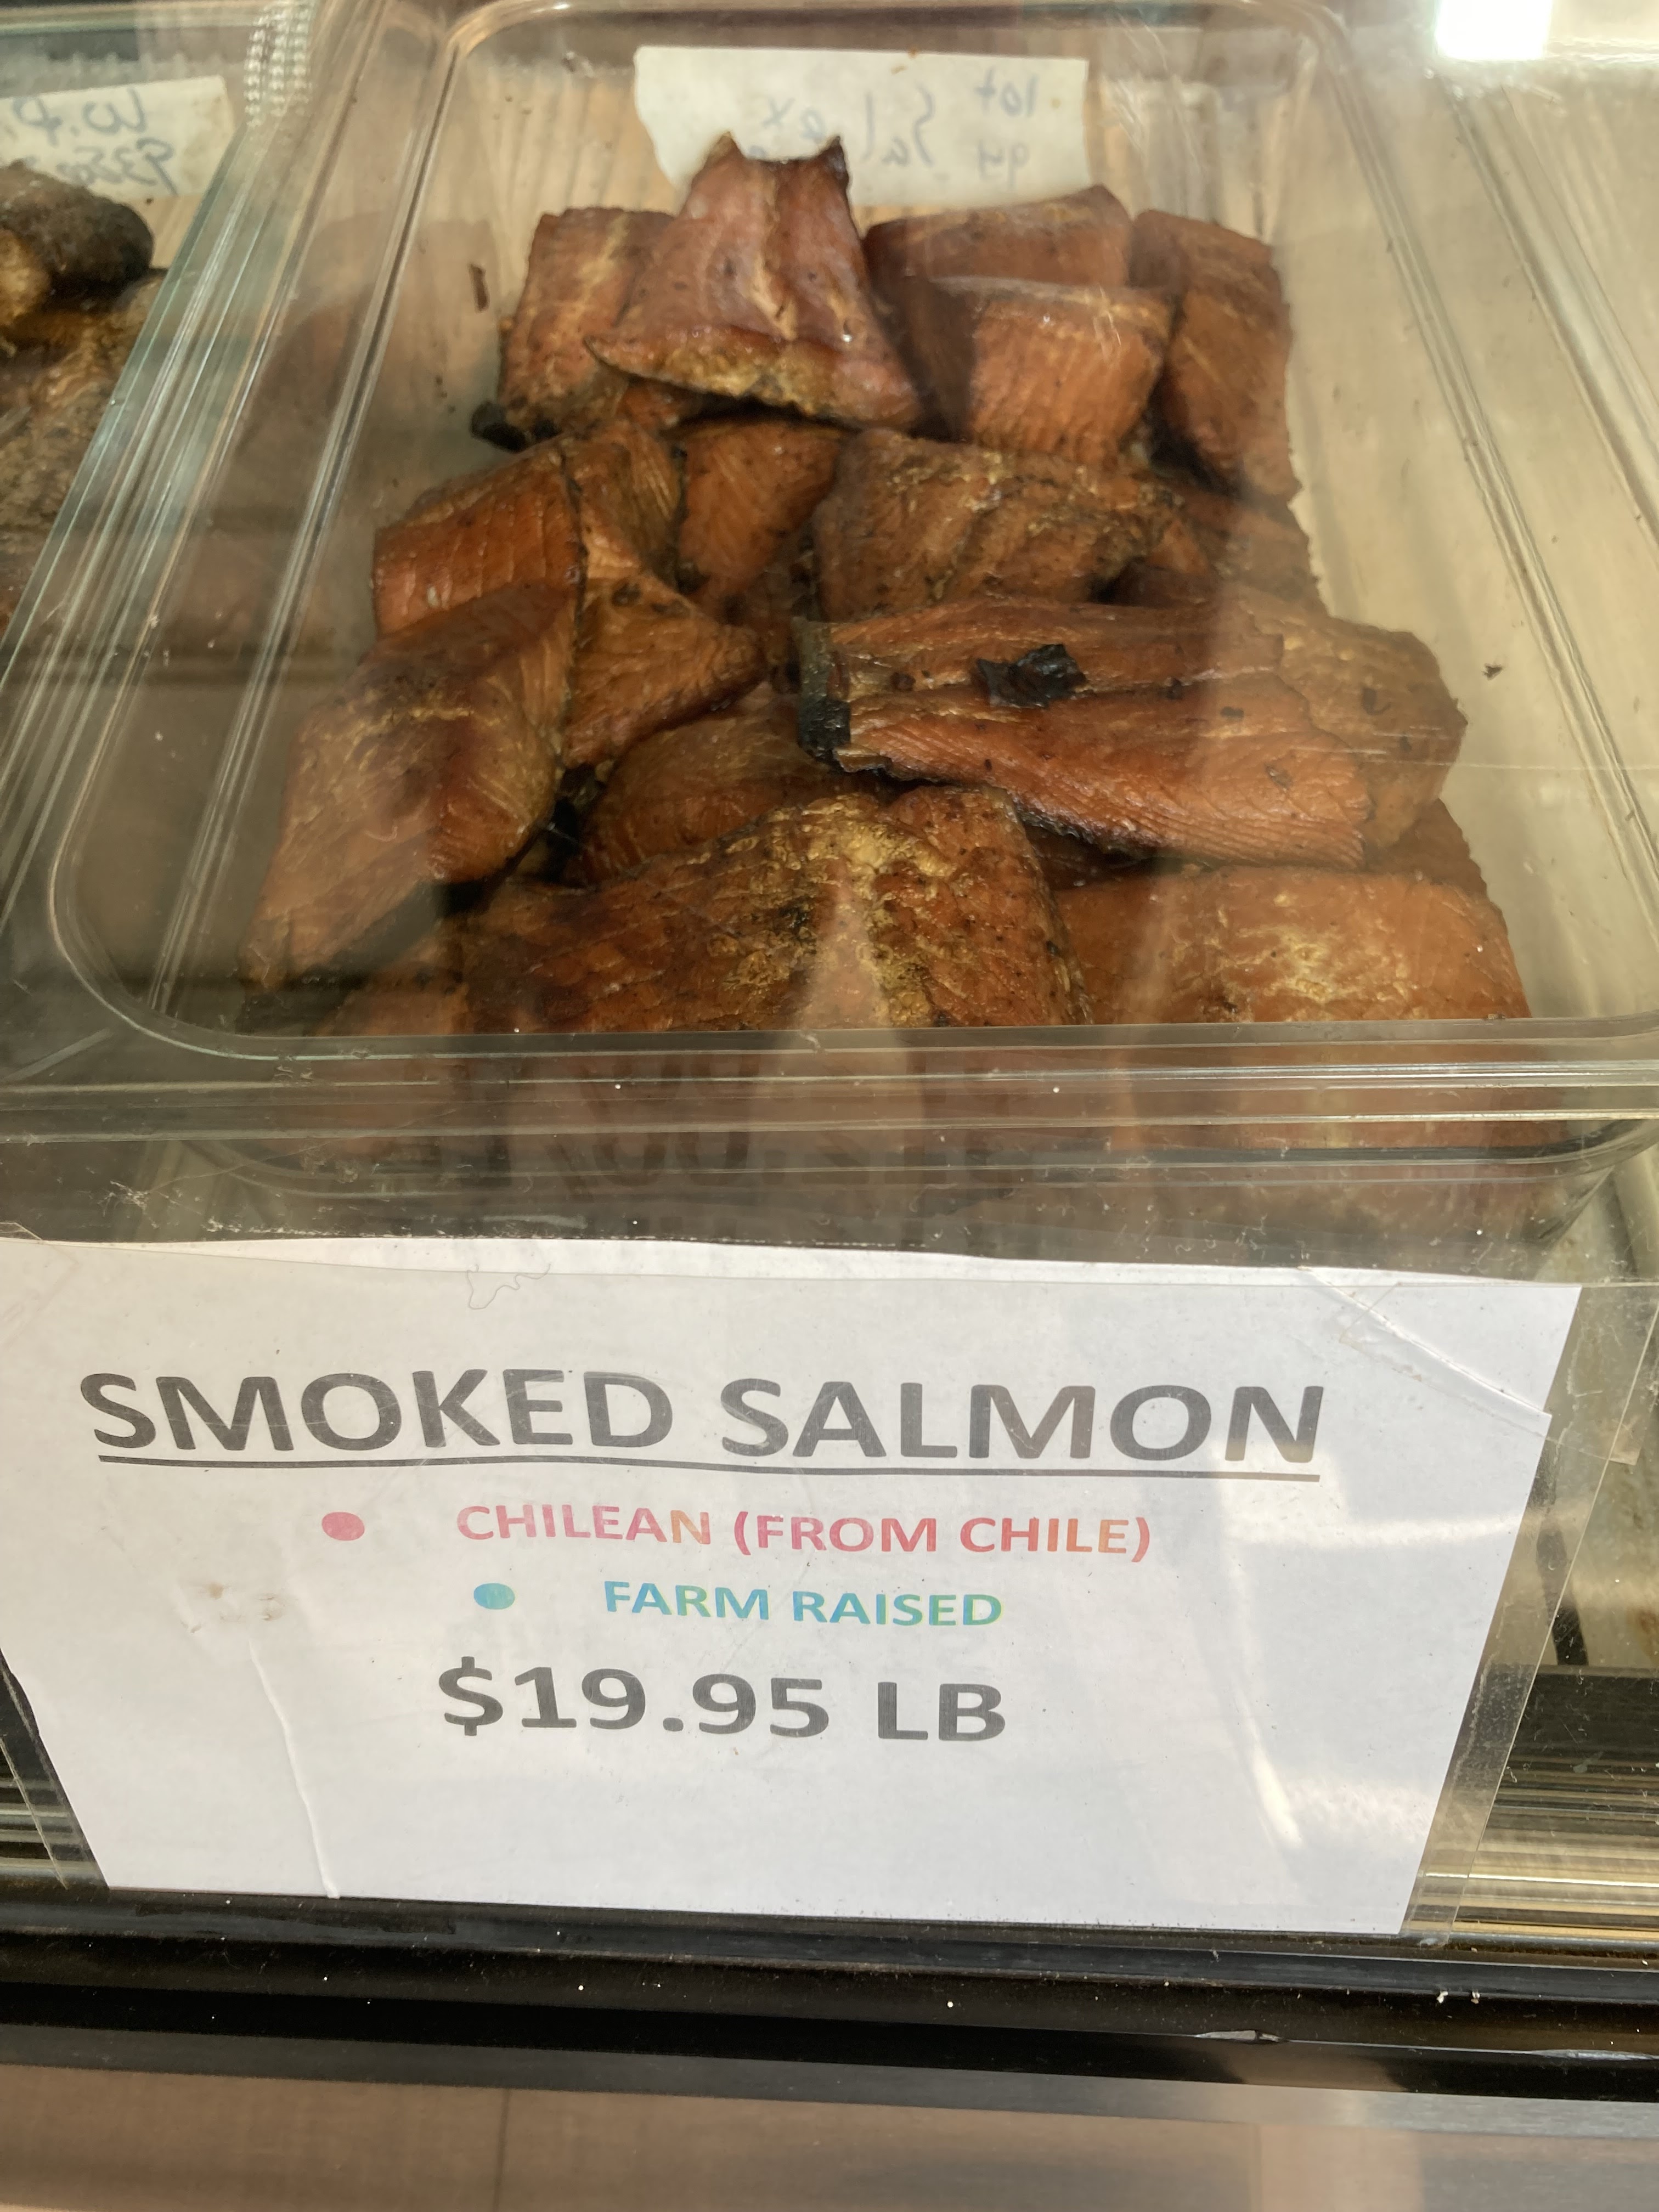 SMOKED SALMON
• CHILEAN (FROM CHILE)
• FARM RAISED
$19.95 LB